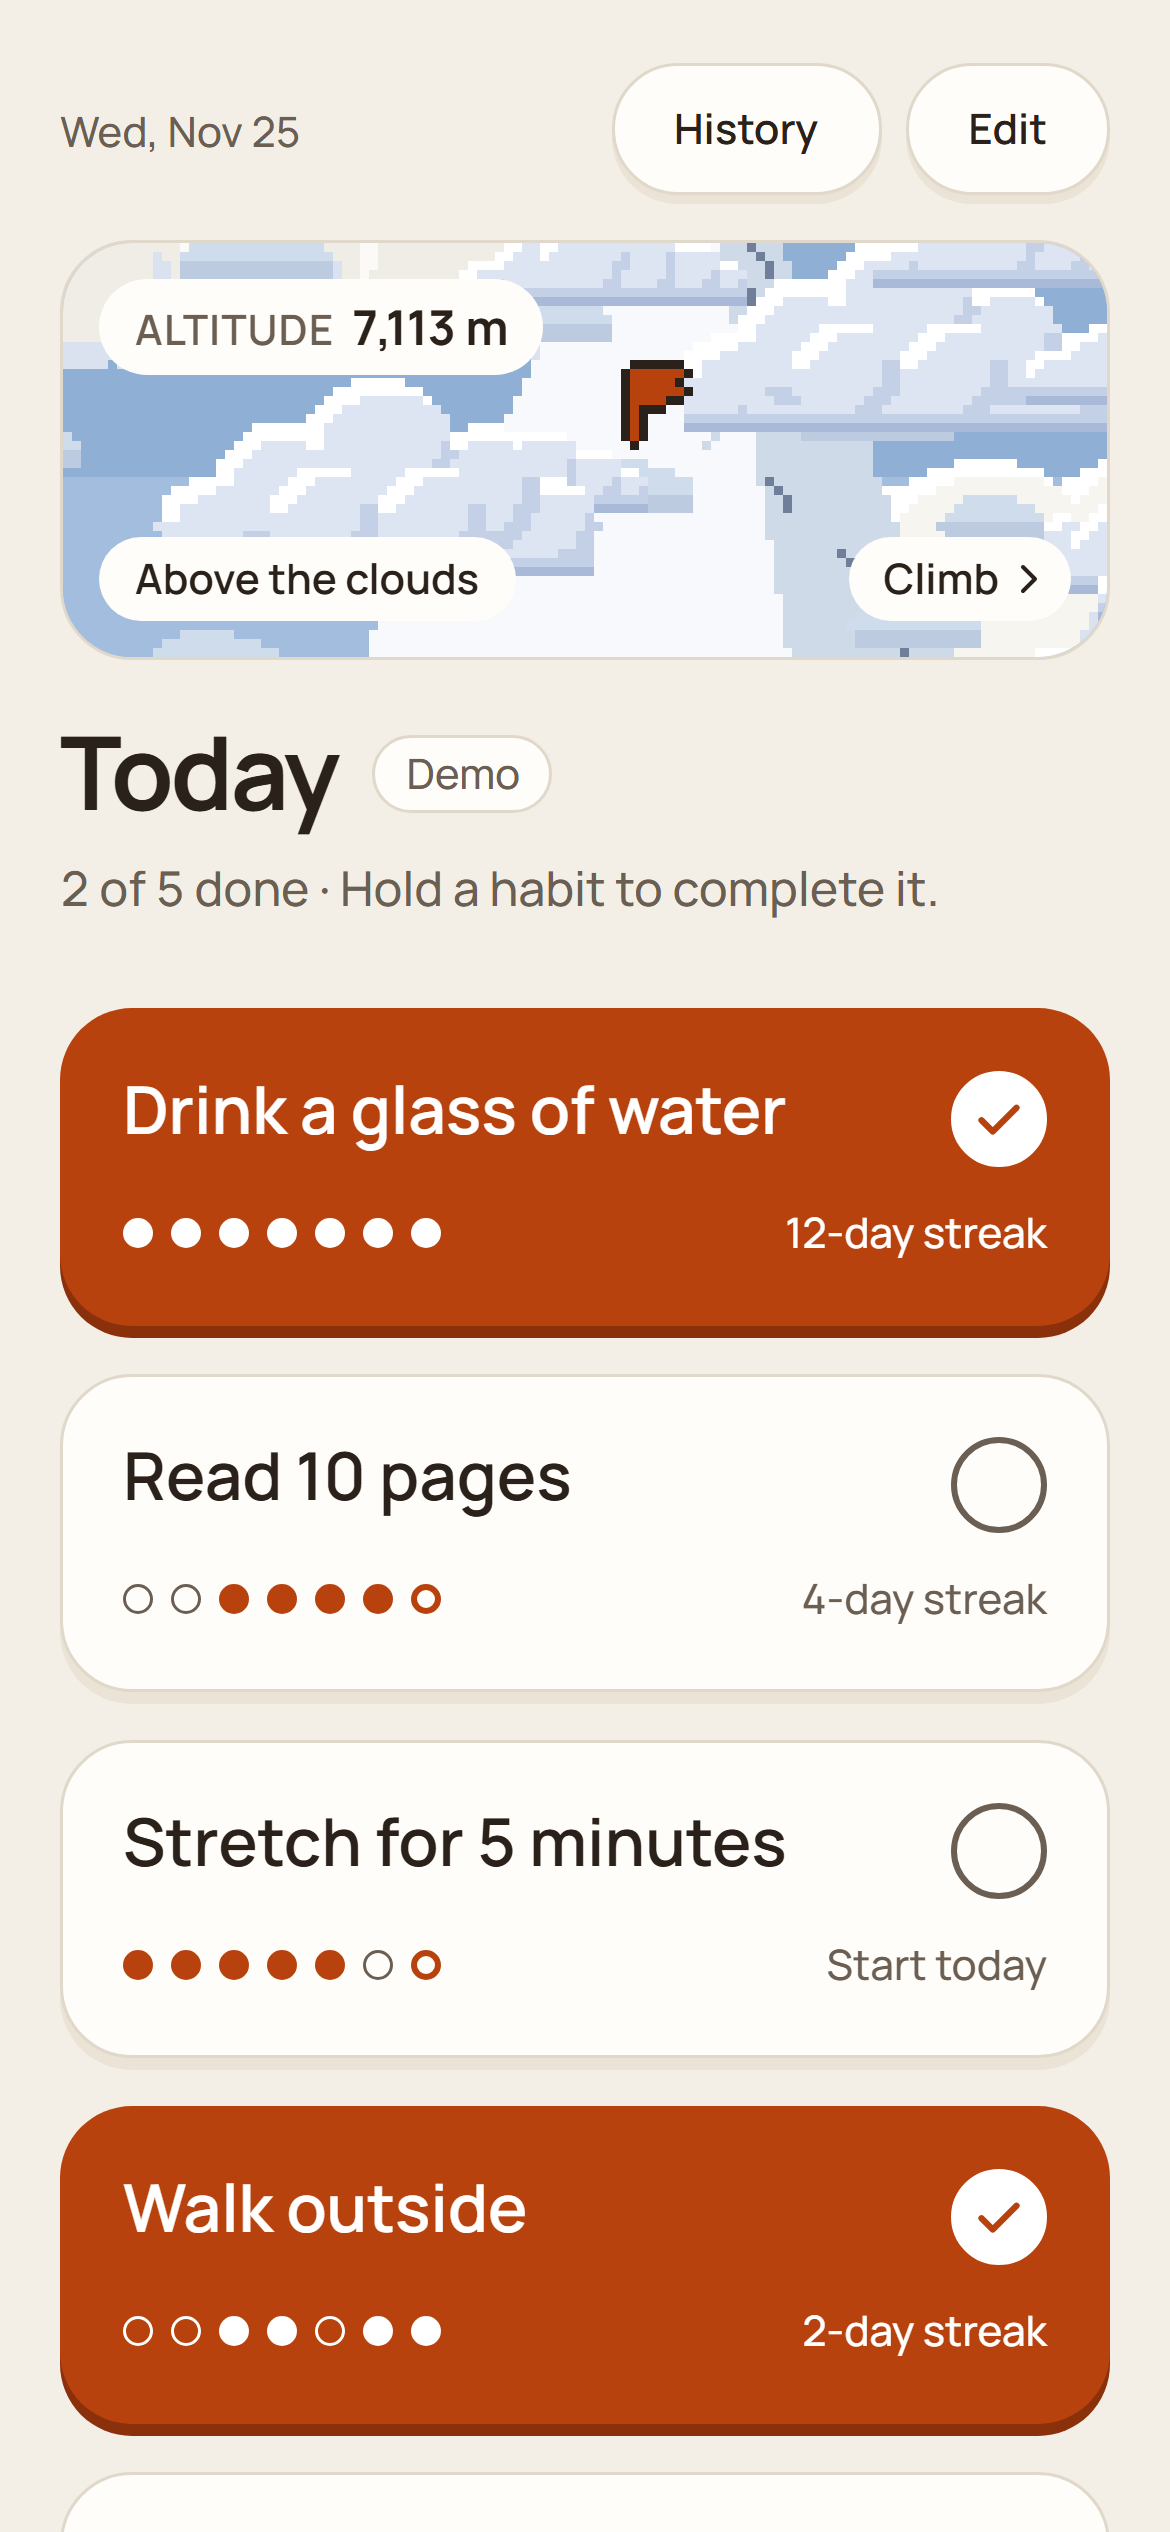 Wed, Nov 25
History
Edit
ALTITUDE 7,113 m
Above the clouds
Climb
Today
Demo
2 of 5 done · Hold a habit to complete it.
Drink a glass of water
12-day streak
Read 10 pages
4-day streak
Stretch for 5 minutes
Start today
Walk outside
2-day streak